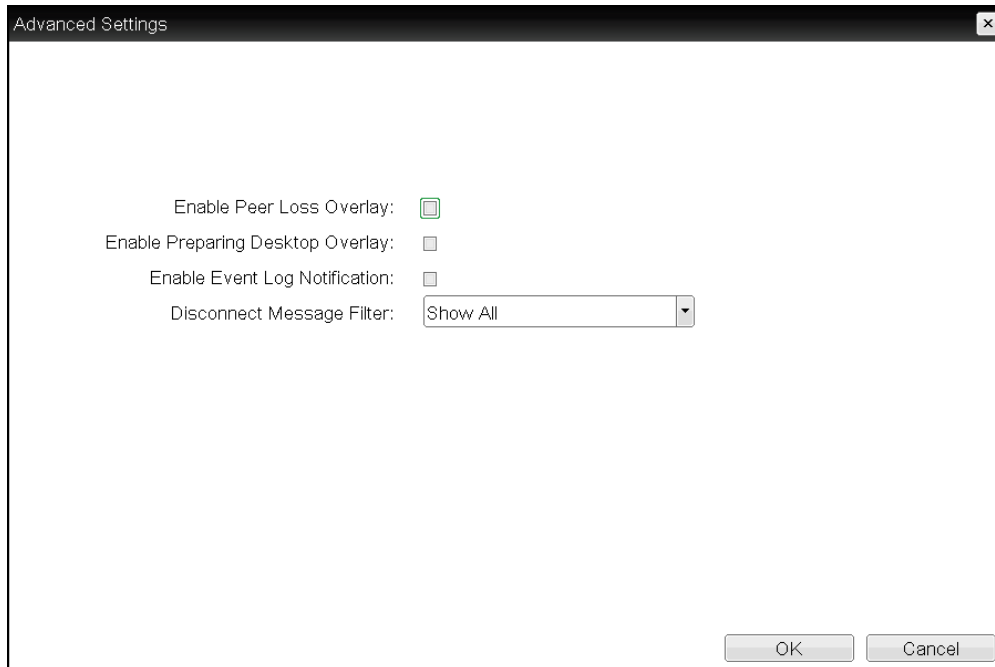 Advanced Settings
Enable Peer Loss Overlay:
Enable Preparing Desktop Overlay:
Enable Event Log Notification:
Disconnect Message Filter: Show All
OK Cancel